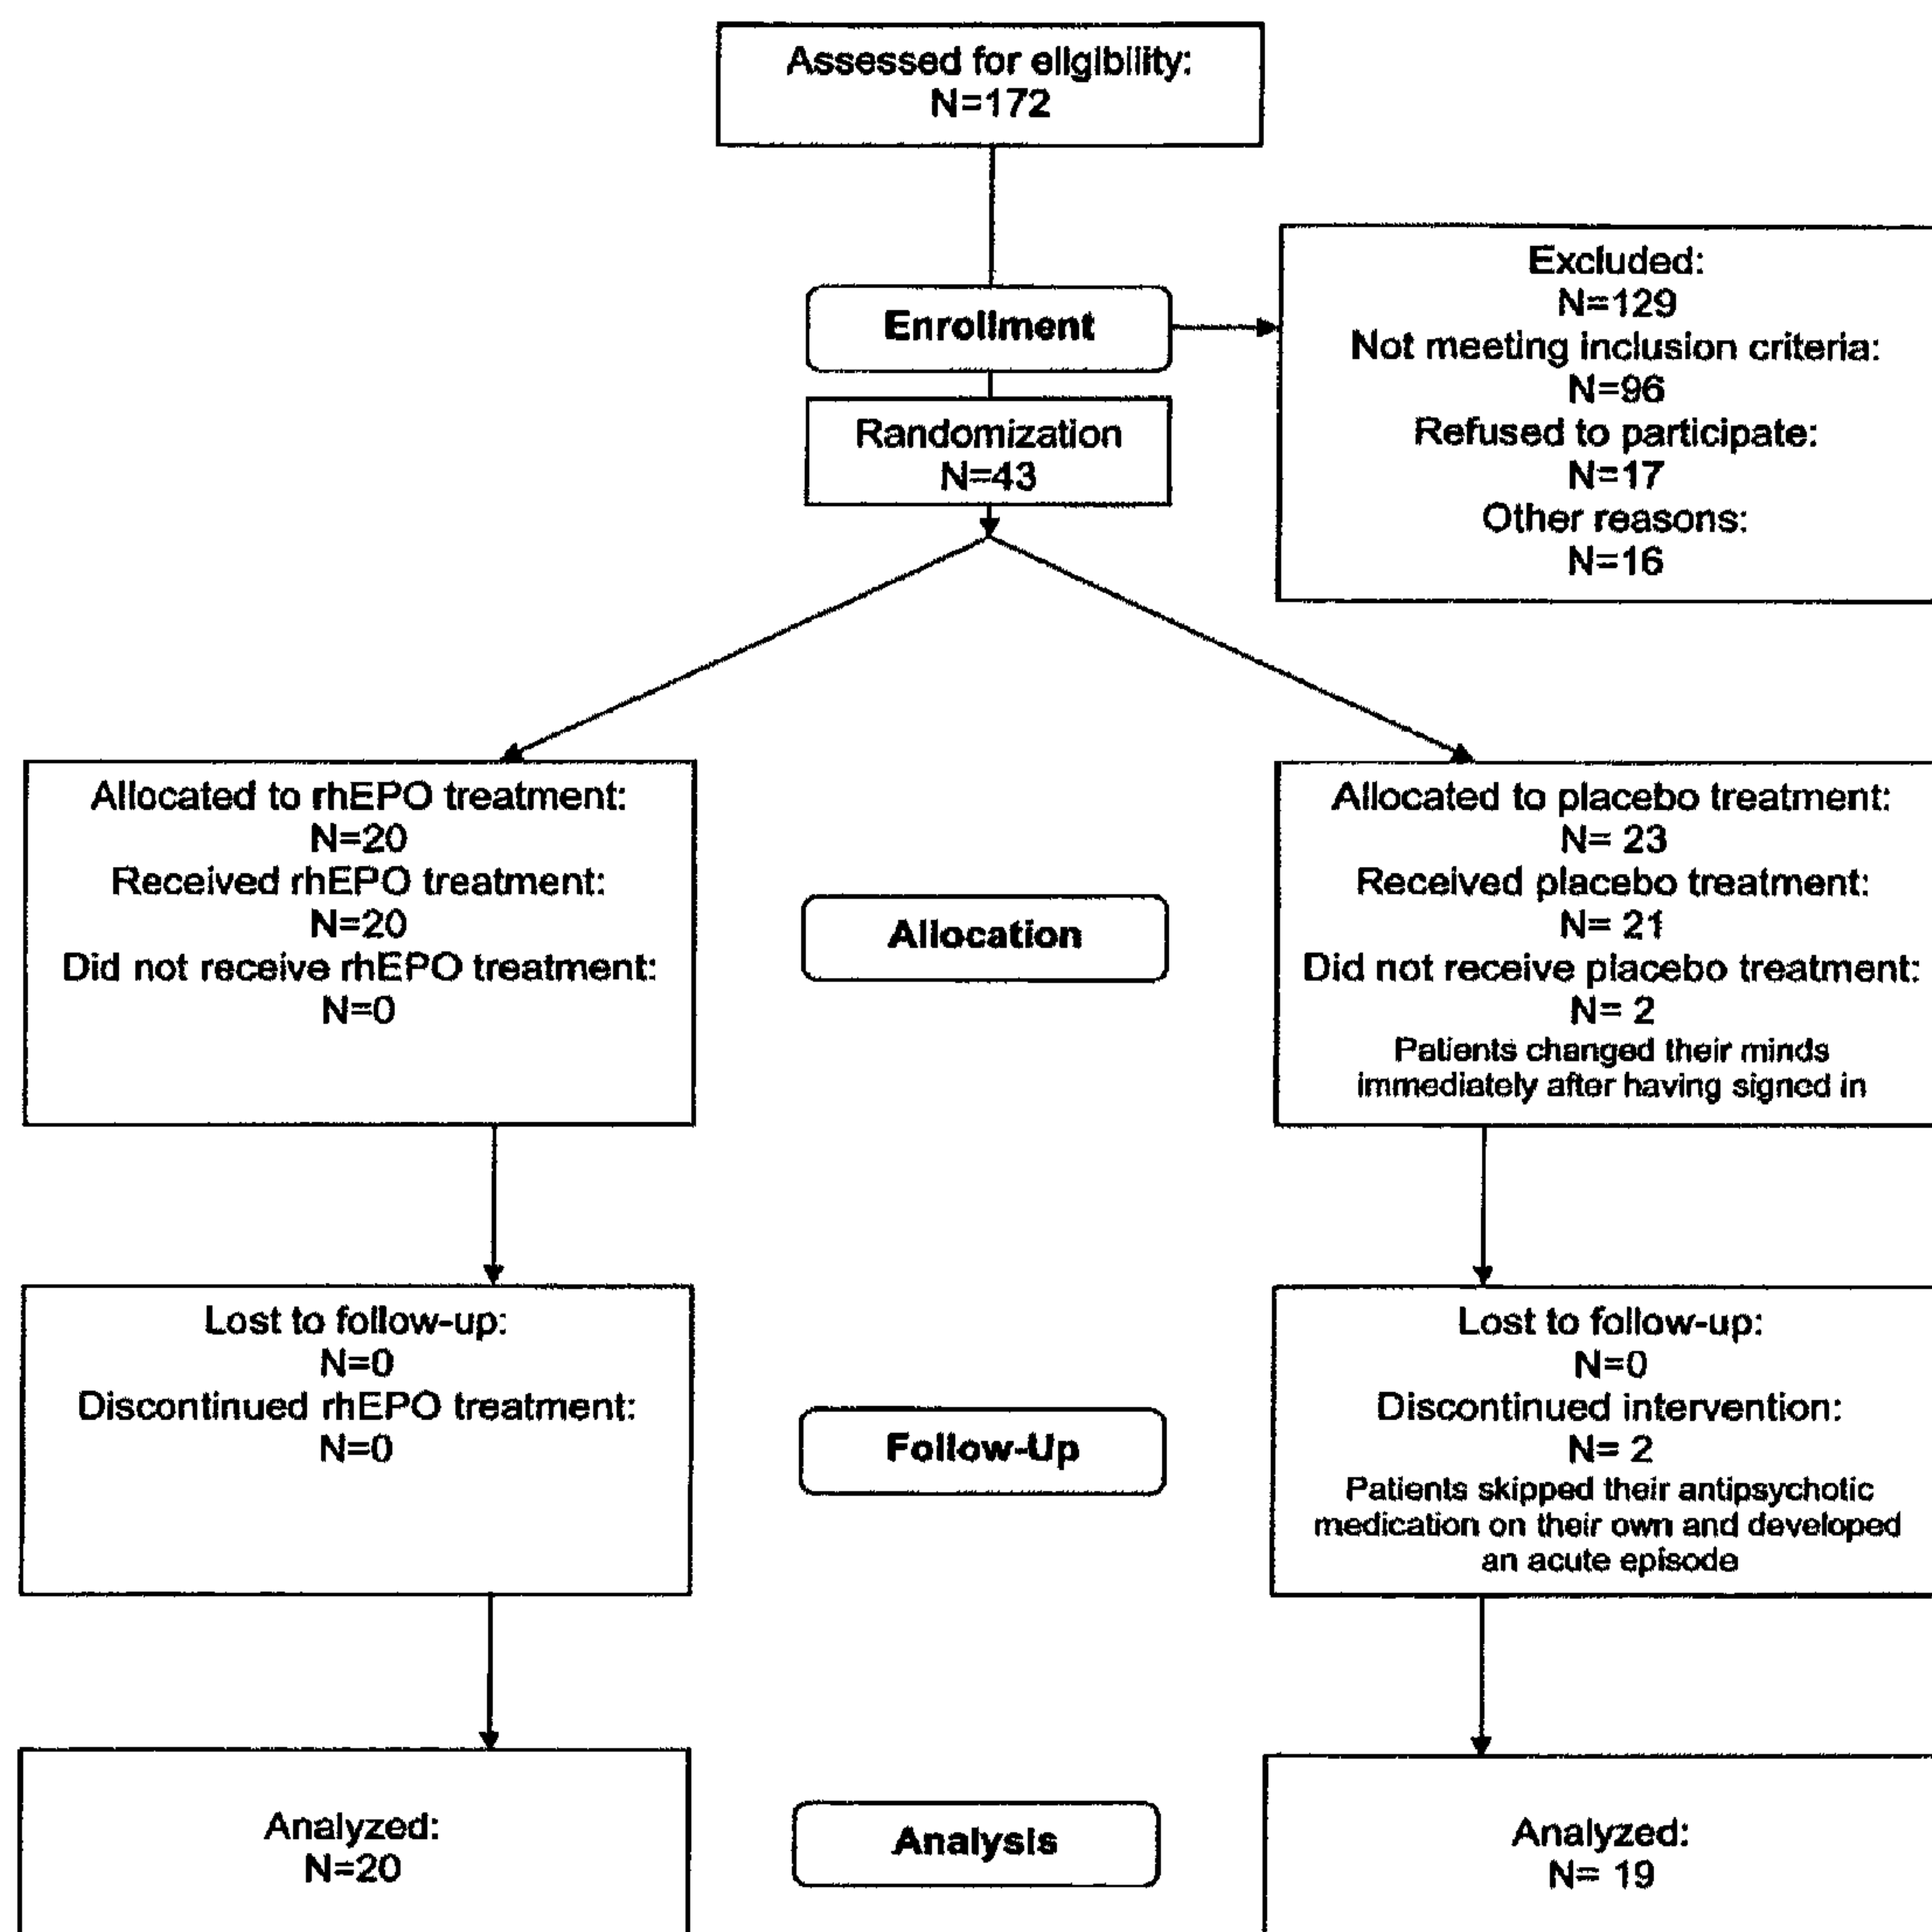 Assessed for eligibility:
N=172
Enrollment
Excluded:
N=129
Not meeting inclusion criteria:
N=96
Refused to participate:
N=17
Other reasons:
N=16
Randomization
N=43
Allocated to rhEPO treatment:
N=20
Received rhEPO treatment:
N=20
Did not receive rhEPO treatment:
N=0
Allocation
Allocated to placebo treatment:
N= 23
Received placebo treatment:
N= 21
Did not receive placebo treatment:
N= 2
Patients changed their minds
immediately after having signed in
Lost to follow-up:
N=0
Discontinued rhEPO treatment:
N=0
Follow-Up
Lost to follow-up:
N=0
Discontinued intervention:
N= 2
Patients skipped their antipsychotic
medication on their own and developed
an acute episode
Analyzed:
N=20
Analysis
Analyzed:
N= 19